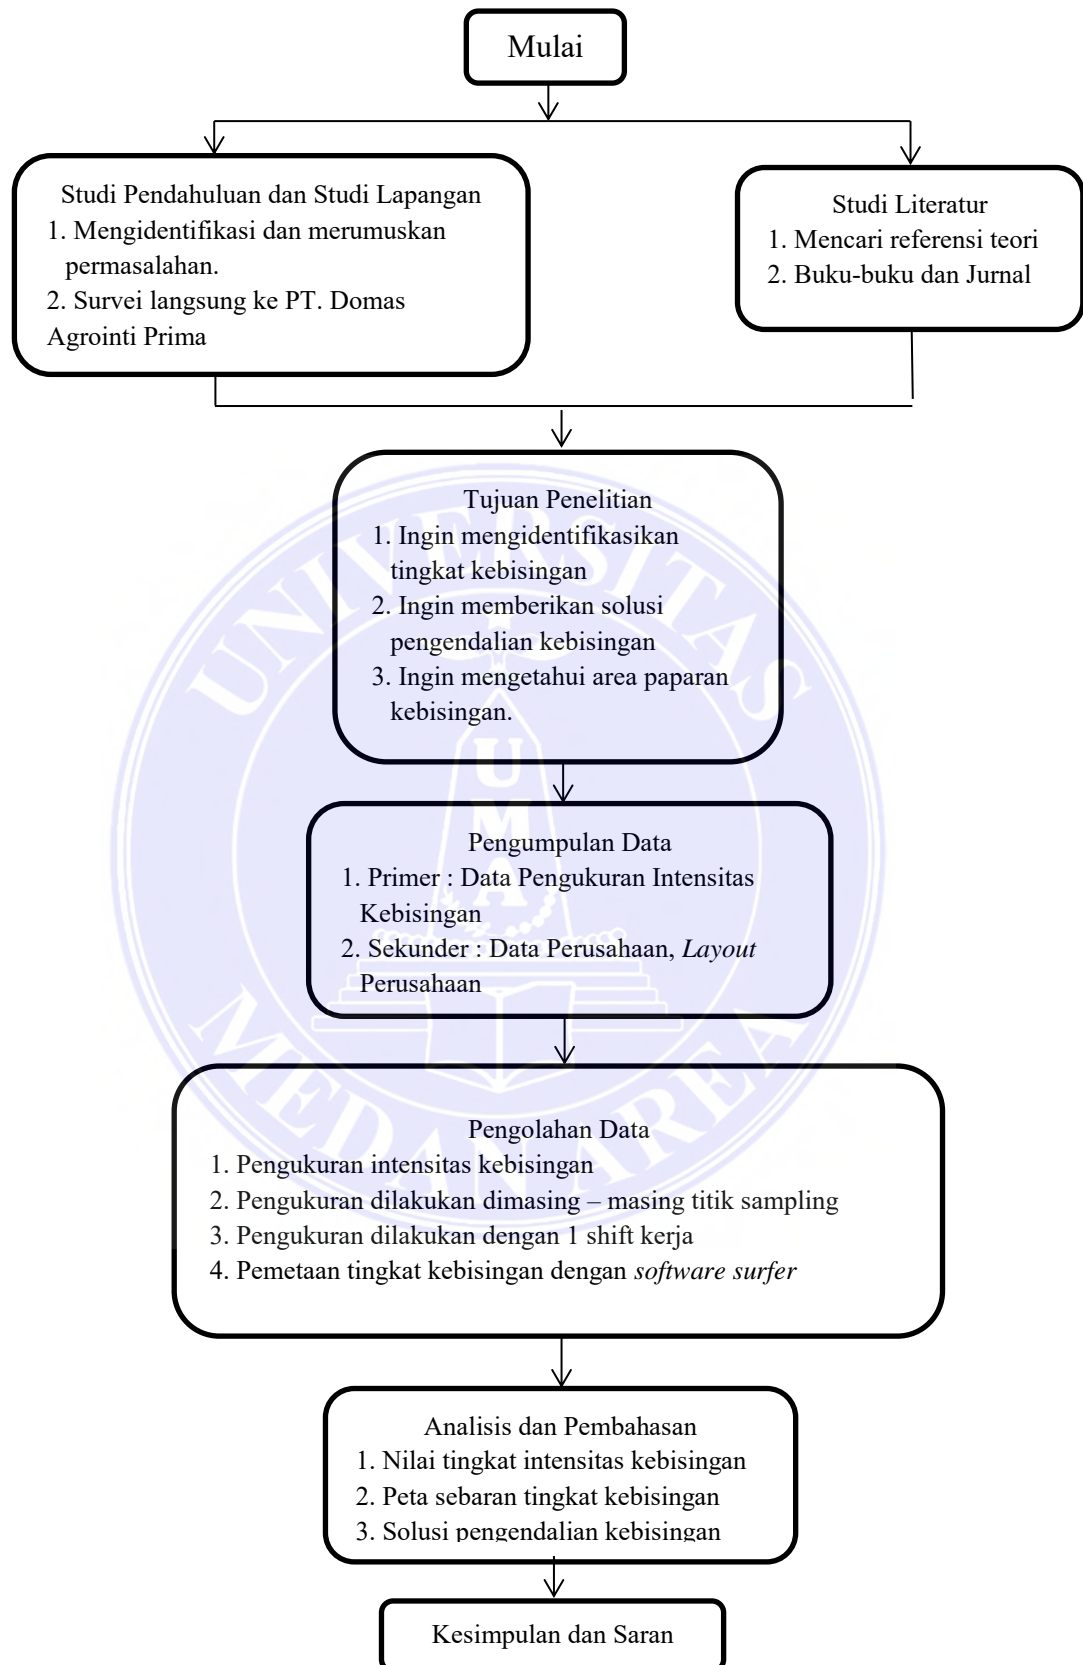 Mulai
Studi Pendahuluan dan Studi Lapangan
1. Mengidentifikasi dan merumuskan
permasalahan.
2. Survei langsung ke PT. Domas
Agrointi Prima
Studi Literatur
1. Mencari referensi teori
2. Buku-buku dan Jurnal
Tujuan Penelitian
1. Ingin mengidentifikasikan
tingkat kebisingan
2. Ingin memberikan solusi
pengendalian kebisingan
3. Ingin mengetahui area paparan
kebisingan.
Pengumpulan Data
1. Primer : Data Pengukuran Intensitas
Kebisingan
2. Sekunder : Data Perusahaan, Layout
Perusahaan
Pengolahan Data
1. Pengukuran intensitas kebisingan
2. Pengukuran dilakukan dimasing – masing titik sampling
3. Pengukuran dilakukan dengan 1 shift kerja
4. Pemetaan tingkat kebisingan dengan software surfer
Analisis dan Pembahasan
1. Nilai tingkat intensitas kebisingan
2. Peta sebaran tingkat kebisingan
3. Solusi pengendalian kebisingan
Kesimpulan dan Saran
UNIVERSITAS
MEDAN AREA
U
M
A